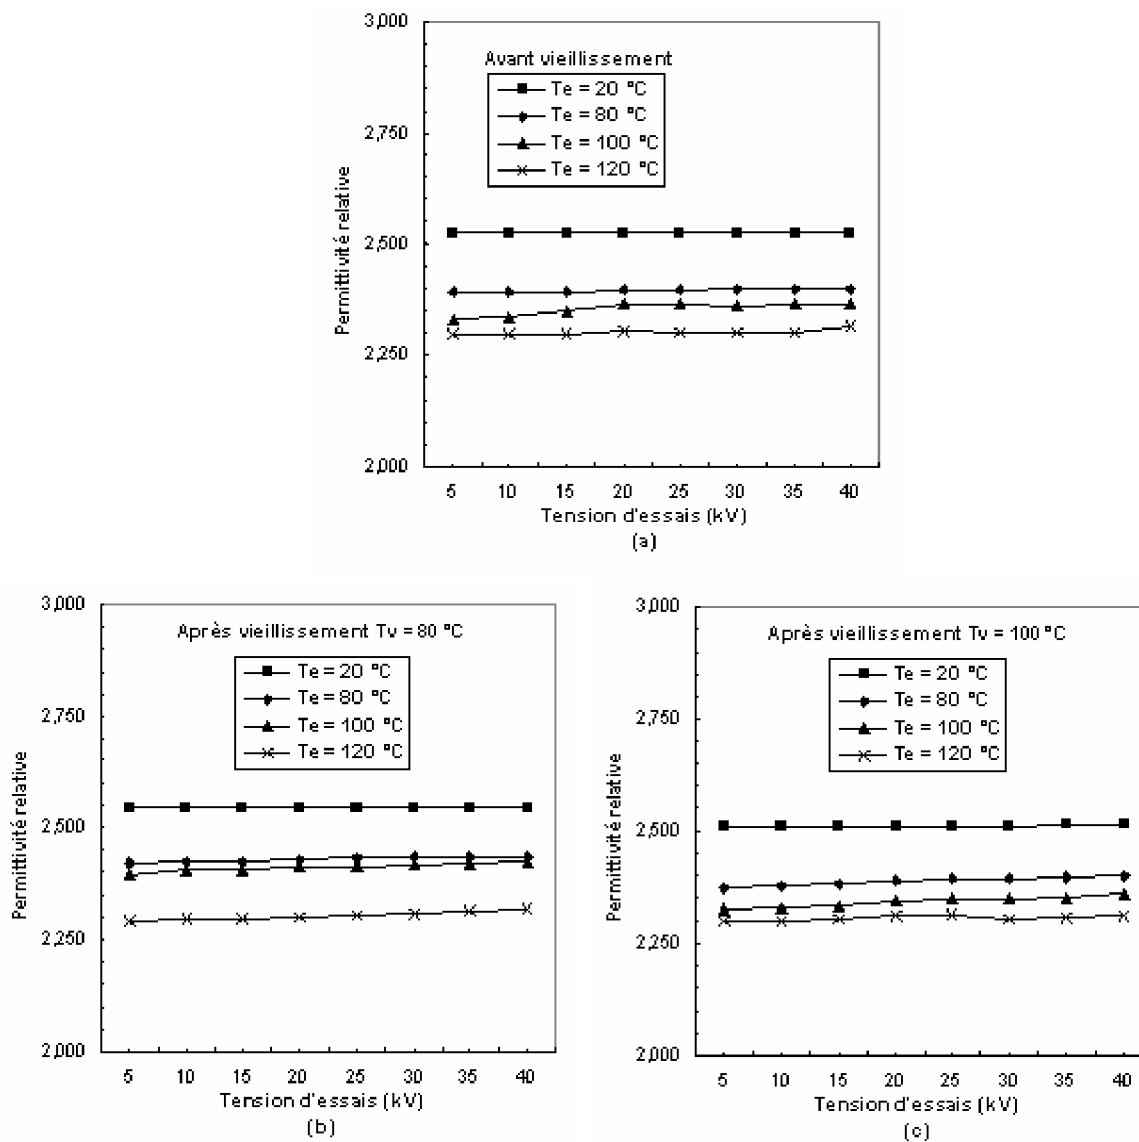 3,000
Avant vieillissement
Te = 20 °C
Te = 80 °C
Te = 100 °C
Te = 120 °C
2,750
2,500
2,250
2,000
Permittivité relative
5 10 15 20 25 30 35 40
Tension d'essais (kV)
(a)
3,000
Après vieillissement Tv = 80 °C
Te = 20 °C
Te = 80 °C
Te = 100 °C
Te = 120 °C
2,750
2,500
2,250
2,000
Permittivité relative
5 10 15 20 25 30 35 40
Tension d'essais (kV)
(b)
3,000
Après vieillissement Tv = 100 °C
Te = 20 °C
Te = 80 °C
Te = 100 °C
Te = 120 °C
2,750
2,500
2,250
2,000
Permittivité relative
5 10 15 20 25 30 35 40
Tension d'essais (kV)
(c)